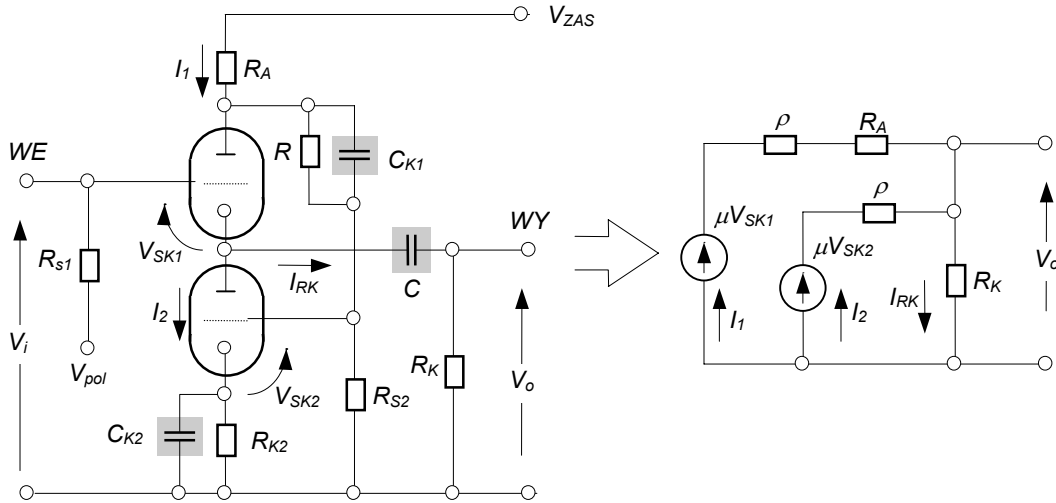 V_ZAS
I_1
R_A
WE
R
C_K1
V_SK1
WY
R_s1
I_RK
C
I_2
V_i
V_pol
V_SK2
R_S2
R_K
V_o
C_K2
R_K2
ρ
R_A
ρ
μV_SK1
μV_SK2
V_o
I_RK
R_K
I_1
I_2